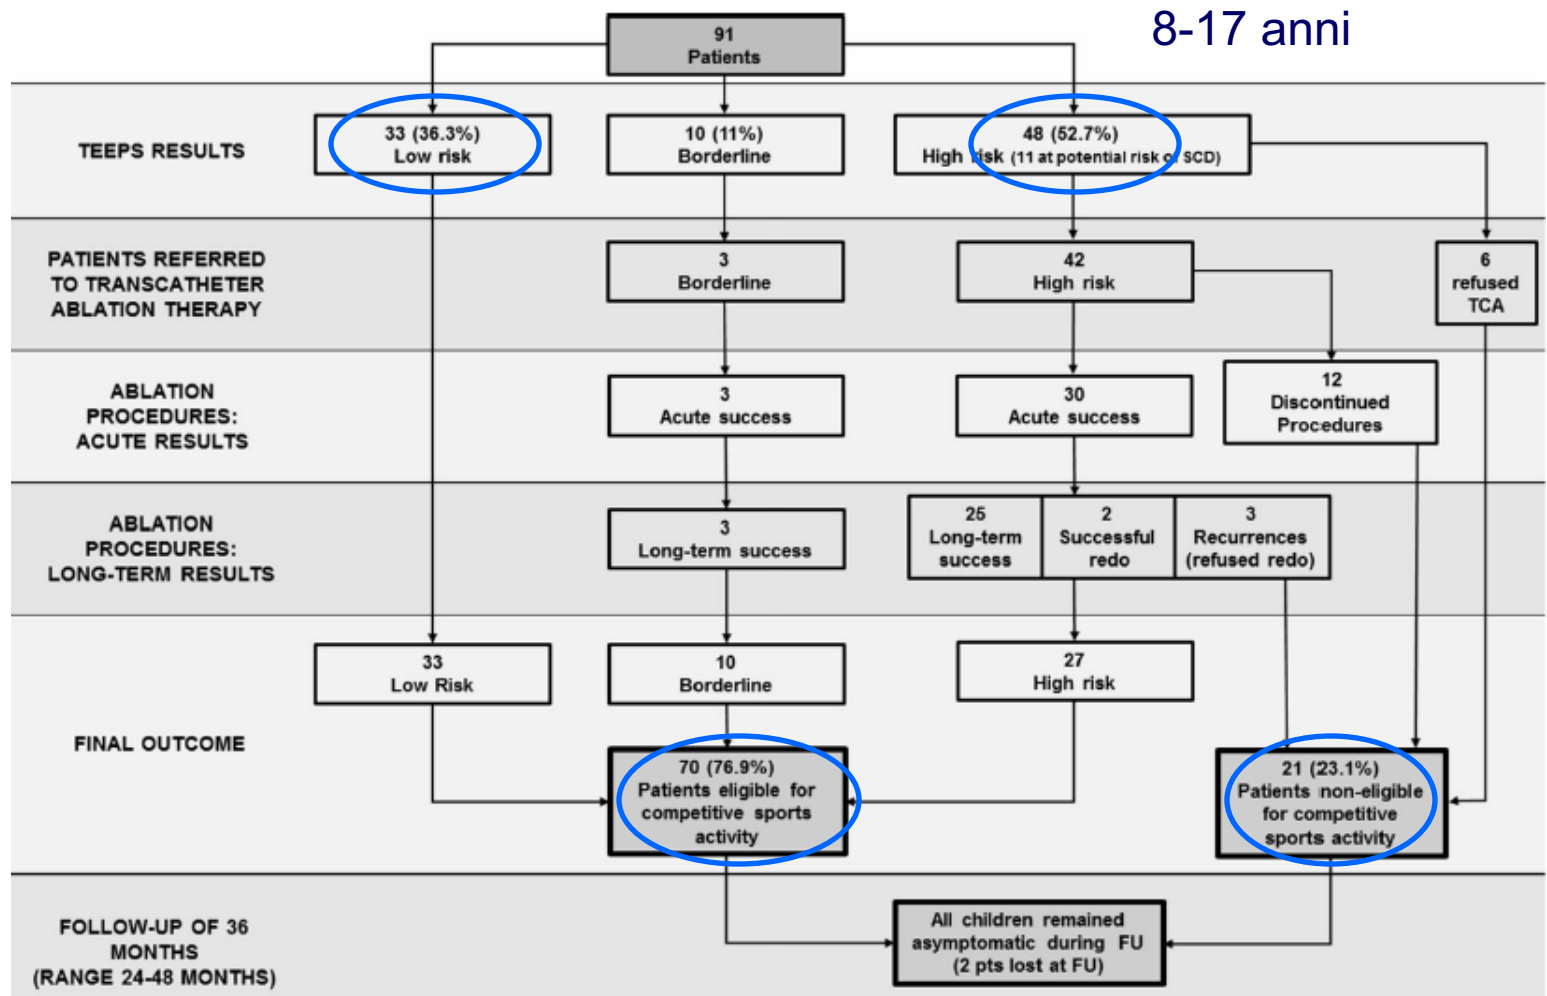 8-17 anni
91
Patients
TEEPS RESULTS
33 (36.3%)
Low risk
10 (11%)
Borderline
48 (52.7%)
High risk (11 at potential risk of SCD)
PATIENTS REFERRED
TO TRANSCATHETER
ABLATION THERAPY
3
Borderline
42
High risk
6
refused
TCA
ABLATION
PROCEDURES:
ACUTE RESULTS
3
Acute success
30
Acute success
12
Discontinued
Procedures
ABLATION
PROCEDURES:
LONG-TERM RESULTS
3
Long-term success
25
Long-term
success
2
Successful
redo
3
Recurrences
(refused redo)
FINAL OUTCOME
33
Low Risk
10
Borderline
27
High risk
70 (76.9%)
Patients eligible for
competitive sports
activity
21 (23.1%)
Patients non-eligible
for competitive
sports activity
FOLLOW-UP OF 36
MONTHS
(RANGE 24-48 MONTHS)
All children remained
asymptomatic during FU
(2 pts lost at FU)